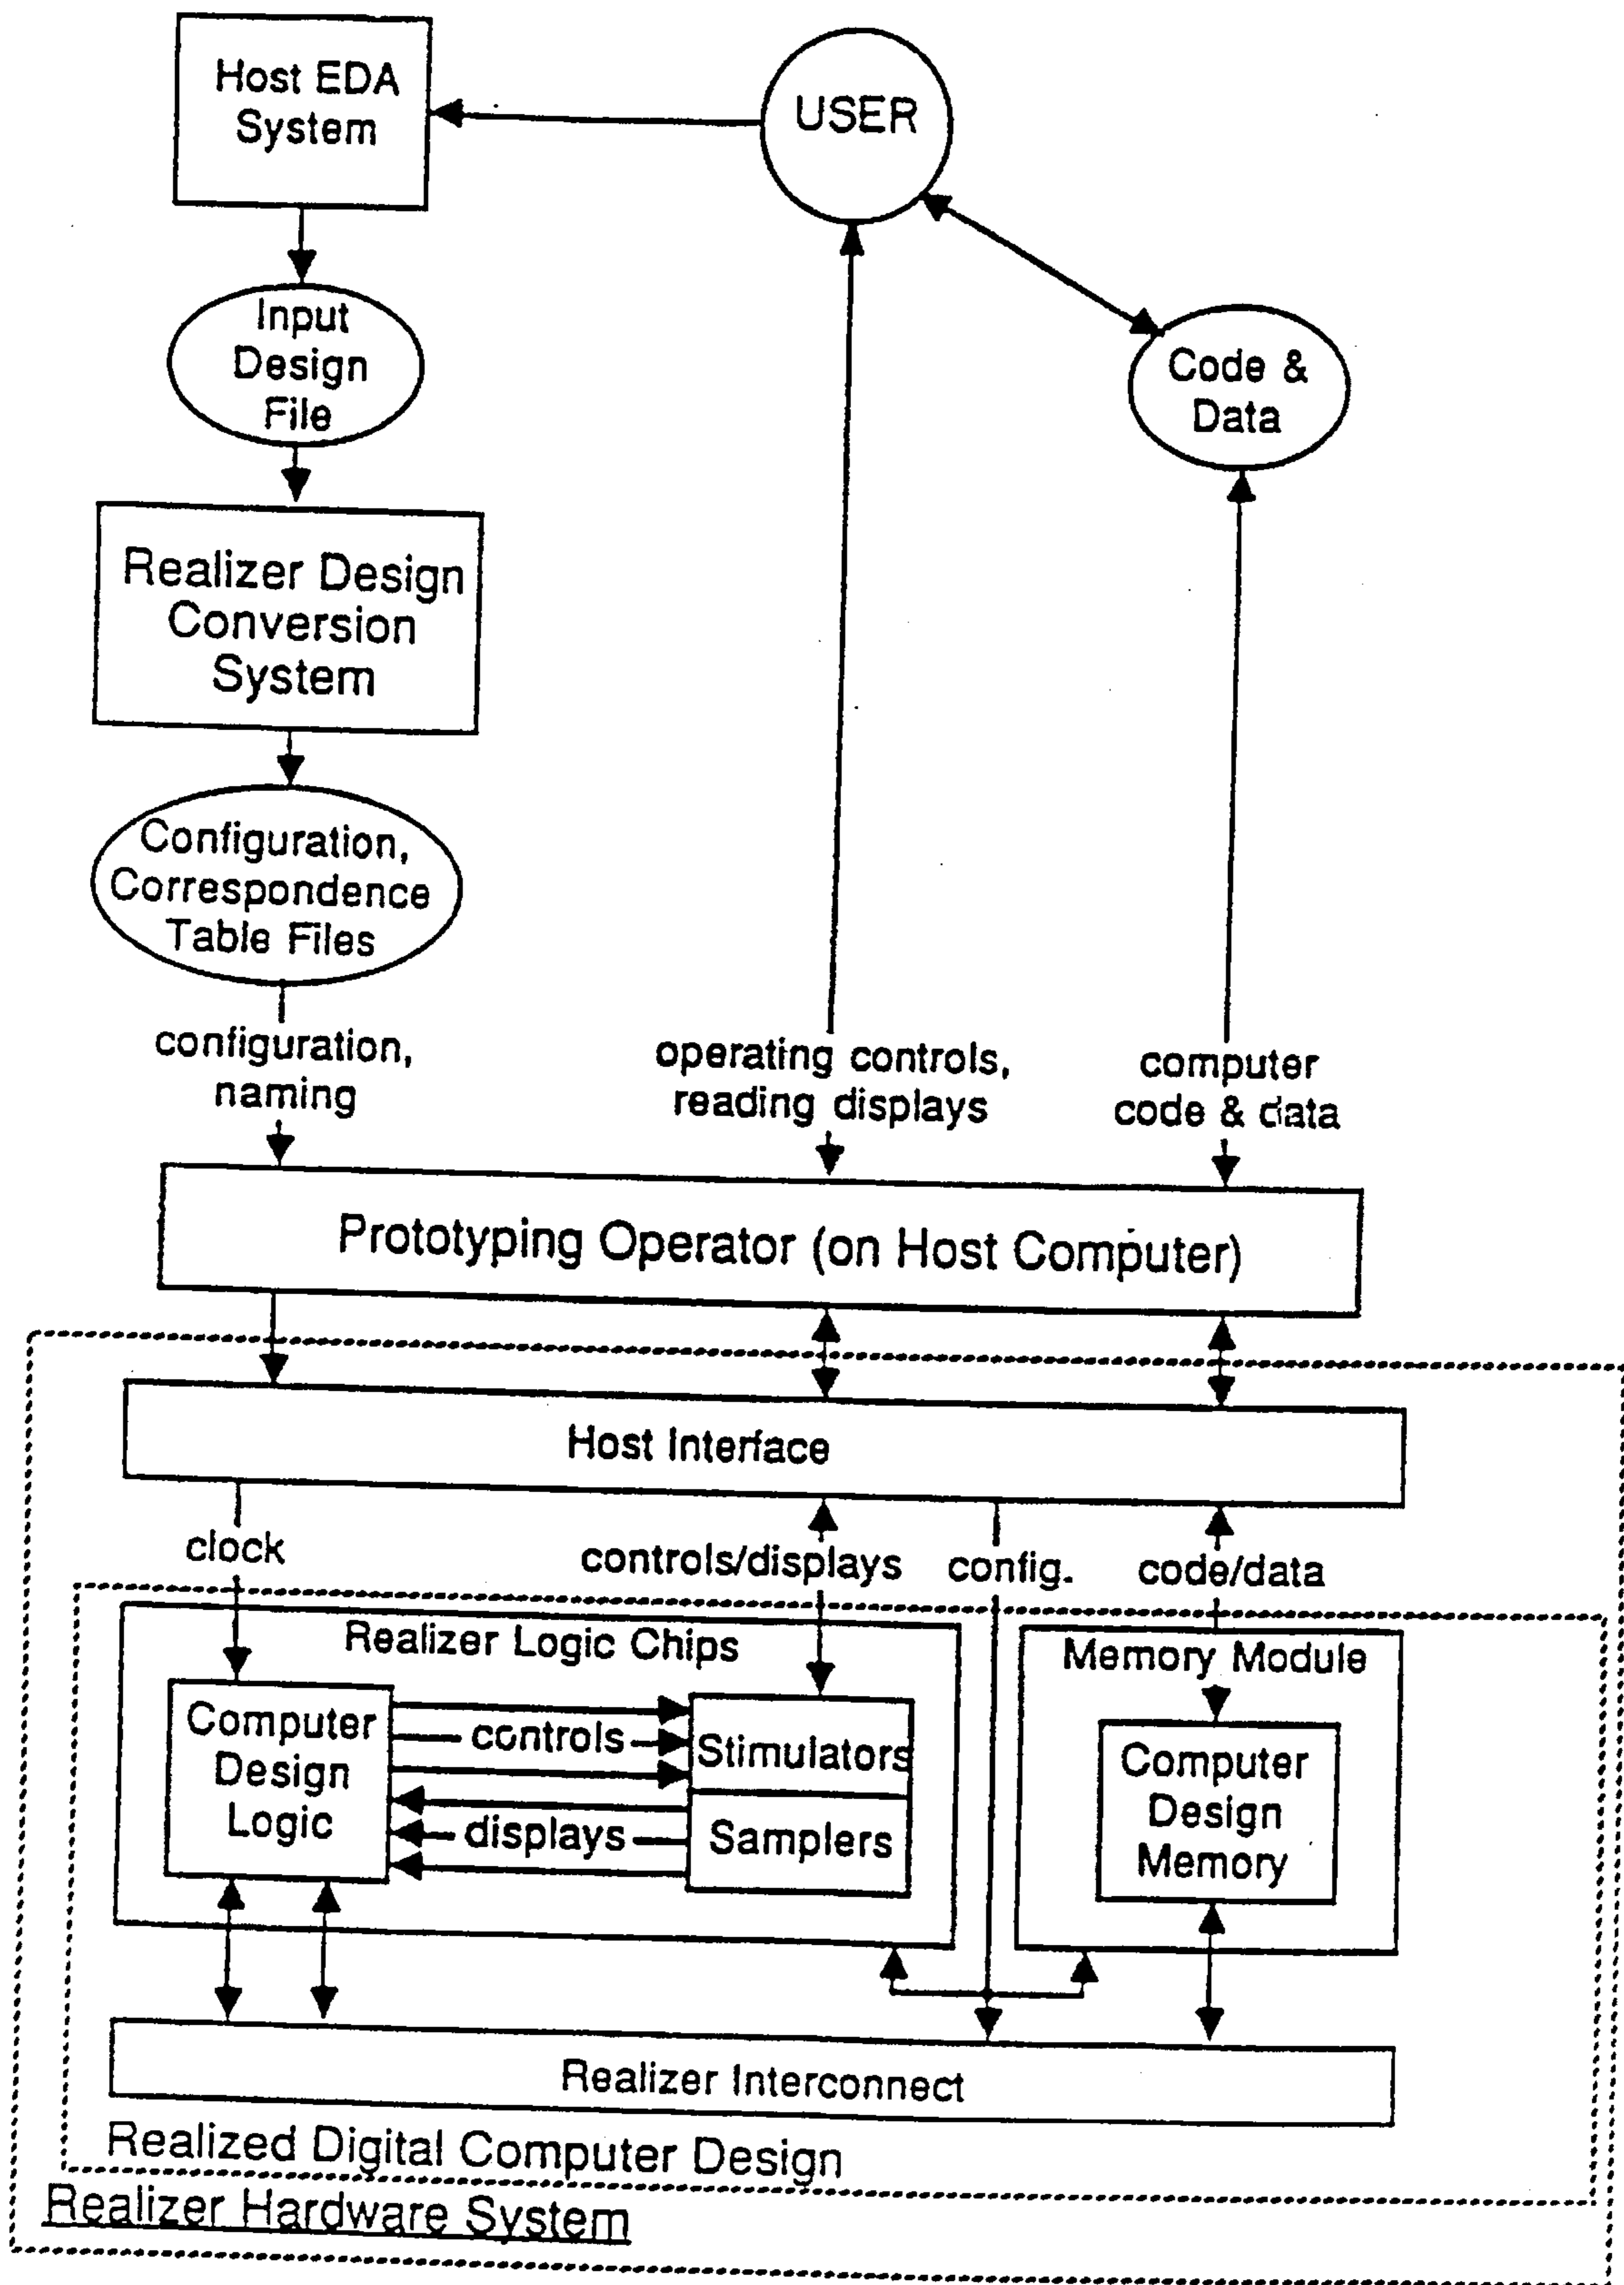 Host EDA
System
USER
Input
Design
File
Code &
Data
Realizer Design
Conversion
System
Configuration,
Correspondence
Table Files
configuration,
naming
operating controls,
reading displays
computer
code & data
Prototyping Operator (on Host Computer)
Host Interface
clock
controls/displays
config.
code/data
Realizer Logic Chips
Memory Module
Computer
Design
Logic
controls
displays
Stimulators
Samplers
Computer
Design
Memory
Realizer Interconnect
Realized Digital Computer Design
Realizer Hardware System